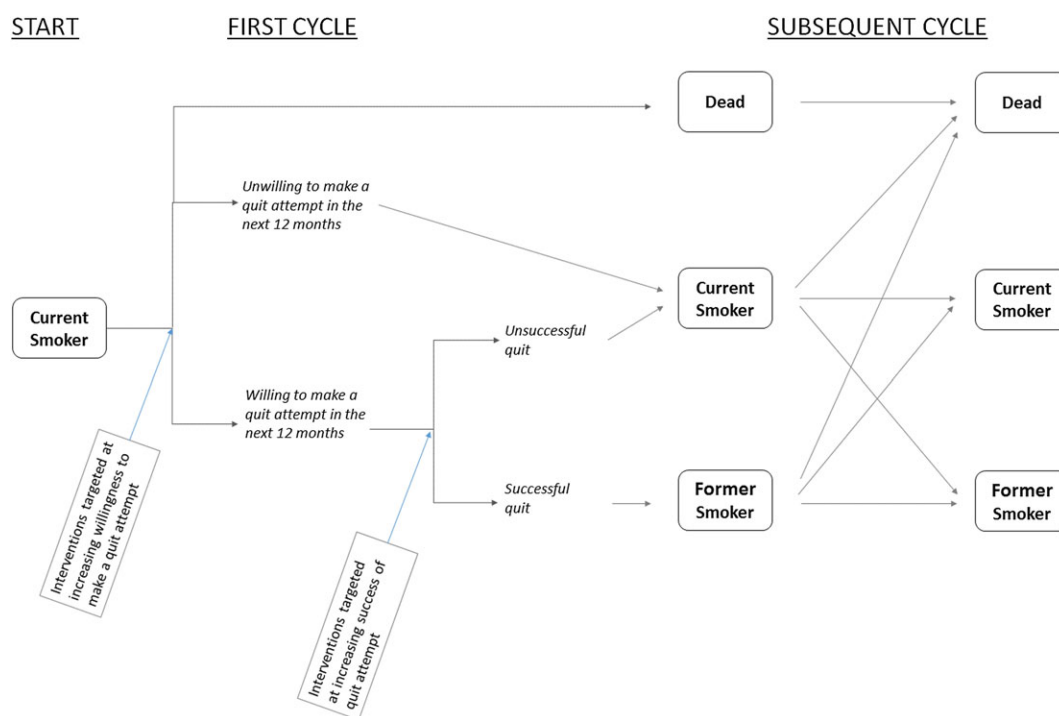 START
FIRST CYCLE
SUBSEQUENT CYCLE
Dead
Dead
Unwilling to make a
quit attempt in the
next 12 months
Current
Smoker
Current
Smoker
Current
Smoker
Unsuccessful
quit
Willing to make a
quit attempt in the
next 12 months
Successful
quit
Former
Smoker
Former
Smoker
Interventions targeted at
increasing willingness to
make a quit attempt
Interventions targeted
at increasing success of
quit attempt